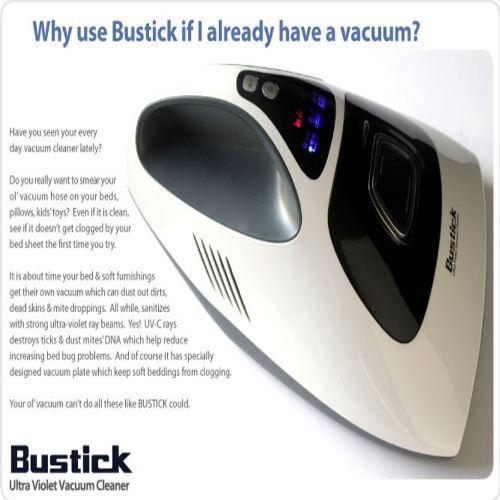 Why use Bustick if I already have a vacuum?
Have you seen your every
day vacuum cleaner lately?
Do you really want to smear your
ol' vacuum hose on your beds,
pillows, kids' toys? Even if it is clean,
see if it doesn't get clogged by your
bed sheet the first time you try.
It is about time your bed & soft furnishings
get their own vacuum which can dust out dirts,
dead skins & mite droppings. All while, sanitizes
with strong ultra-violet ray beams. Yes! UV-C rays
destroys ticks & dust mites' DNA which help reduce
increasing bed bug problems. And of course it has specially
designed vacuum plate which keep soft beddings from clogging.
Your ol' vacuum can't do all these like BUSTICK could.
Bustick
Ultra Violet Vacuum Cleaner
Bustick